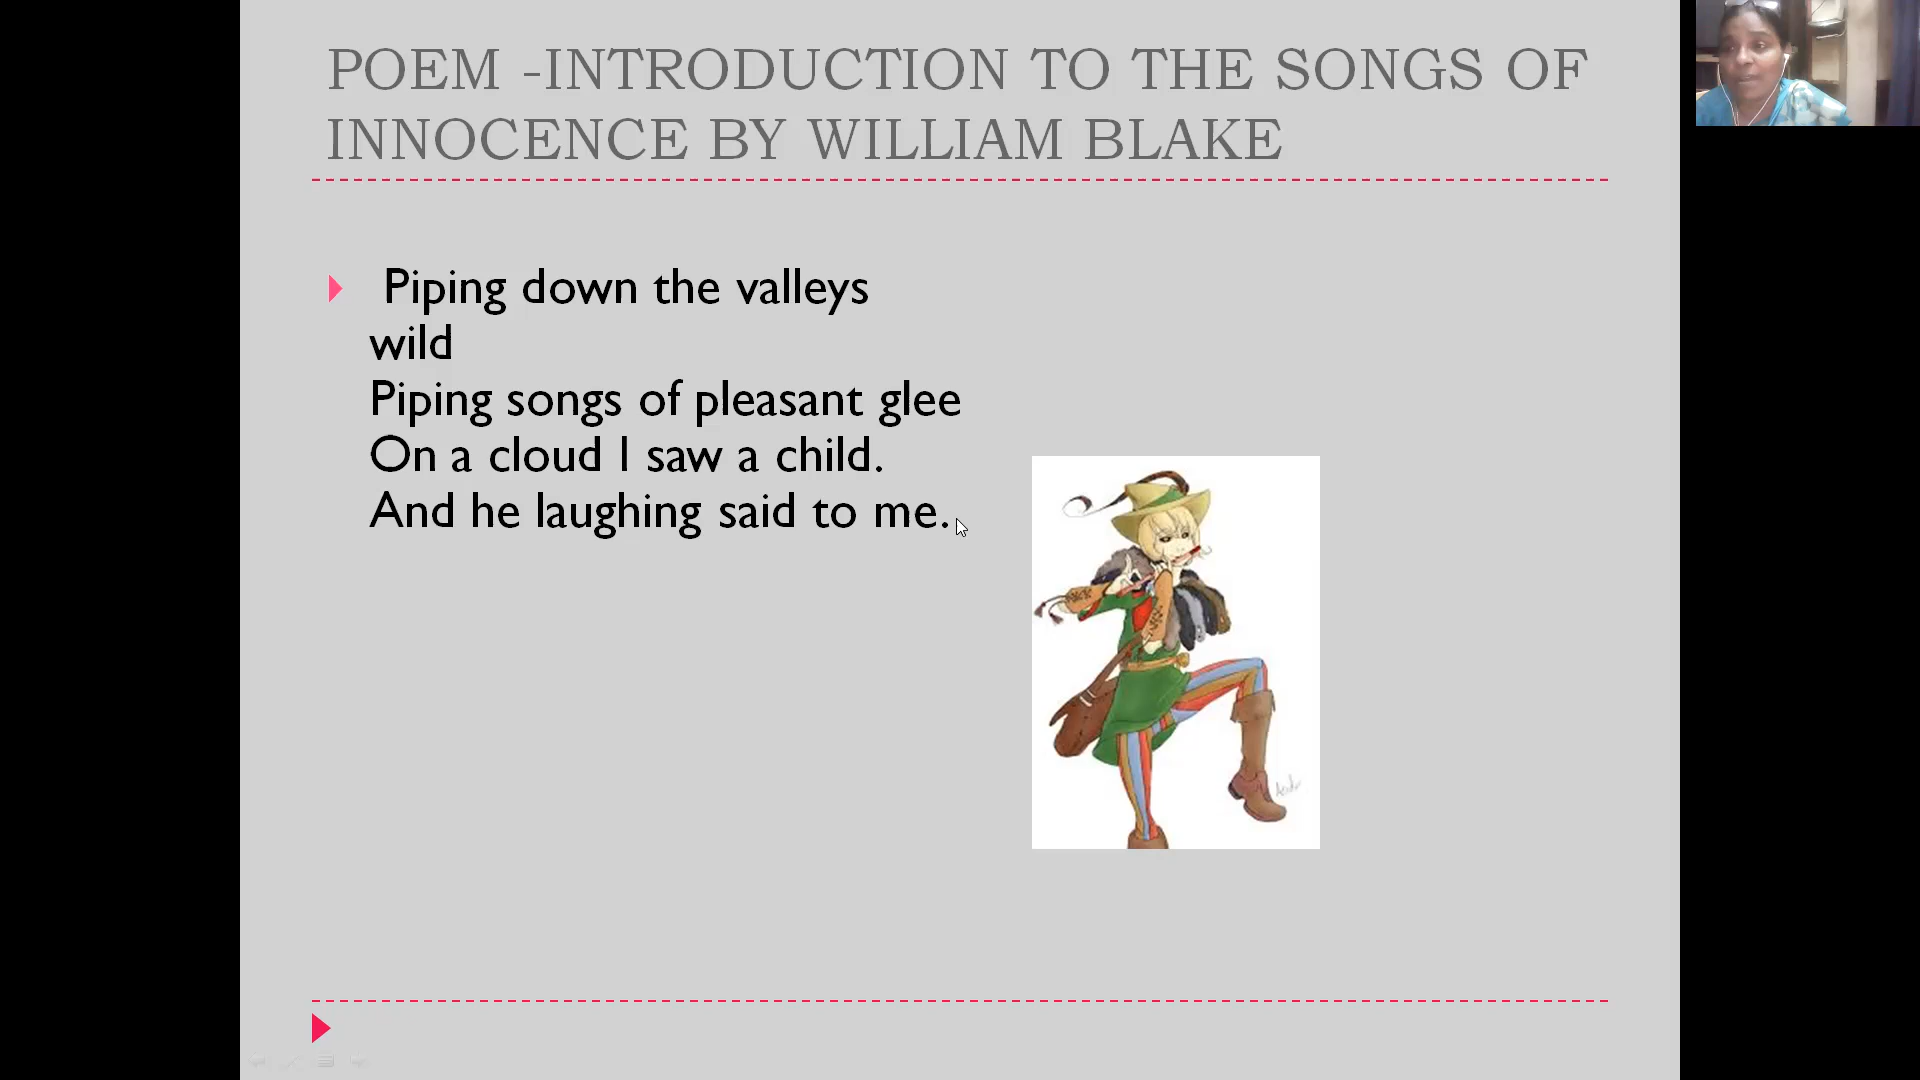 POEM -INTRODUCTION TO THE SONGS OF
INNOCENCE BY WILLIAM BLAKE
Piping down the valleys
wild
Piping songs of pleasant glee
On a cloud I saw a child.
And he laughing said to me.